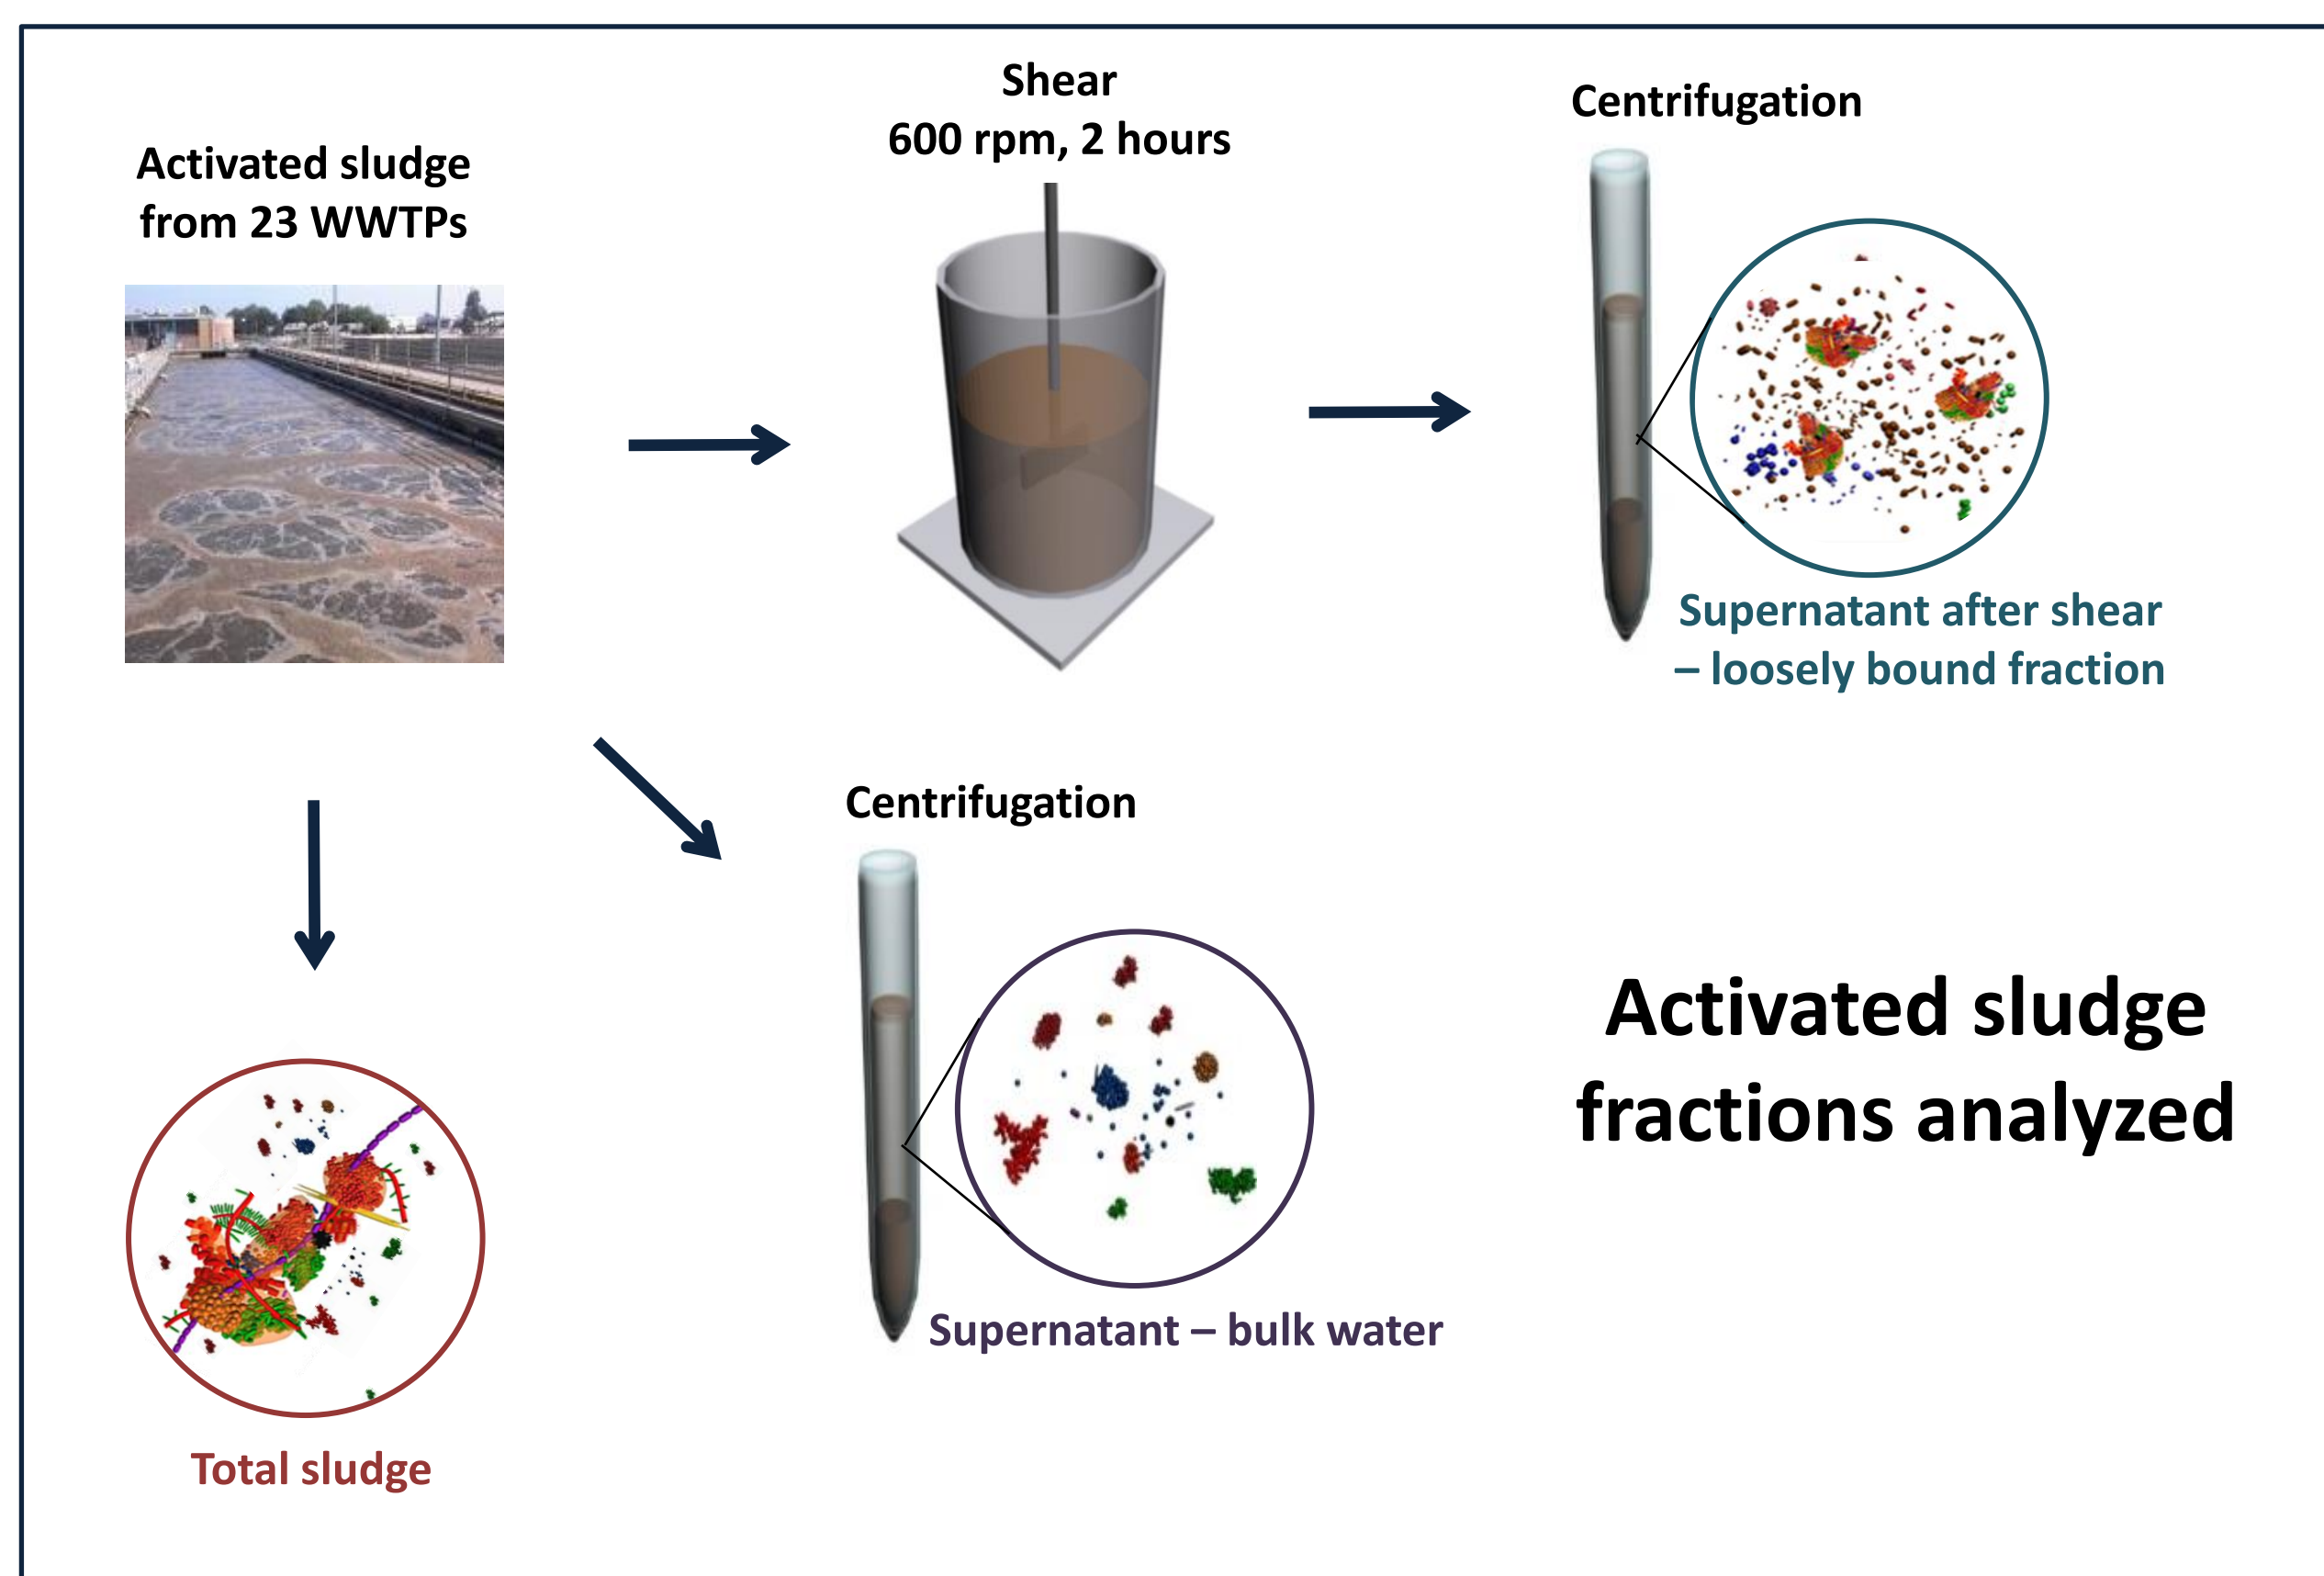 Activated sludge
from 23 WWTPs
Shear
600 rpm, 2 hours
Centrifugation
Supernatant after shear
– loosely bound fraction
Centrifugation
Supernatant – bulk water
Total sludge
Activated sludge
fractions analyzed